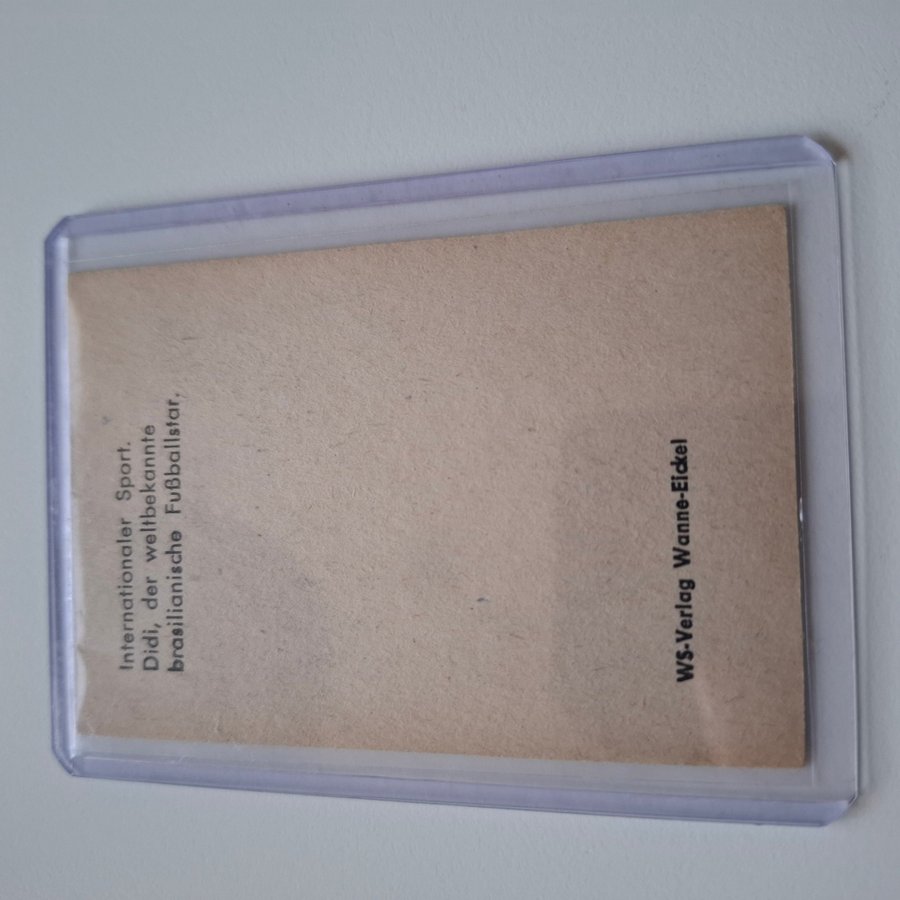 Internationaler Sport.
Didi, der weltbekannte
brasilianische Fußballstar,
WS-Verlag Wanne-Eickel